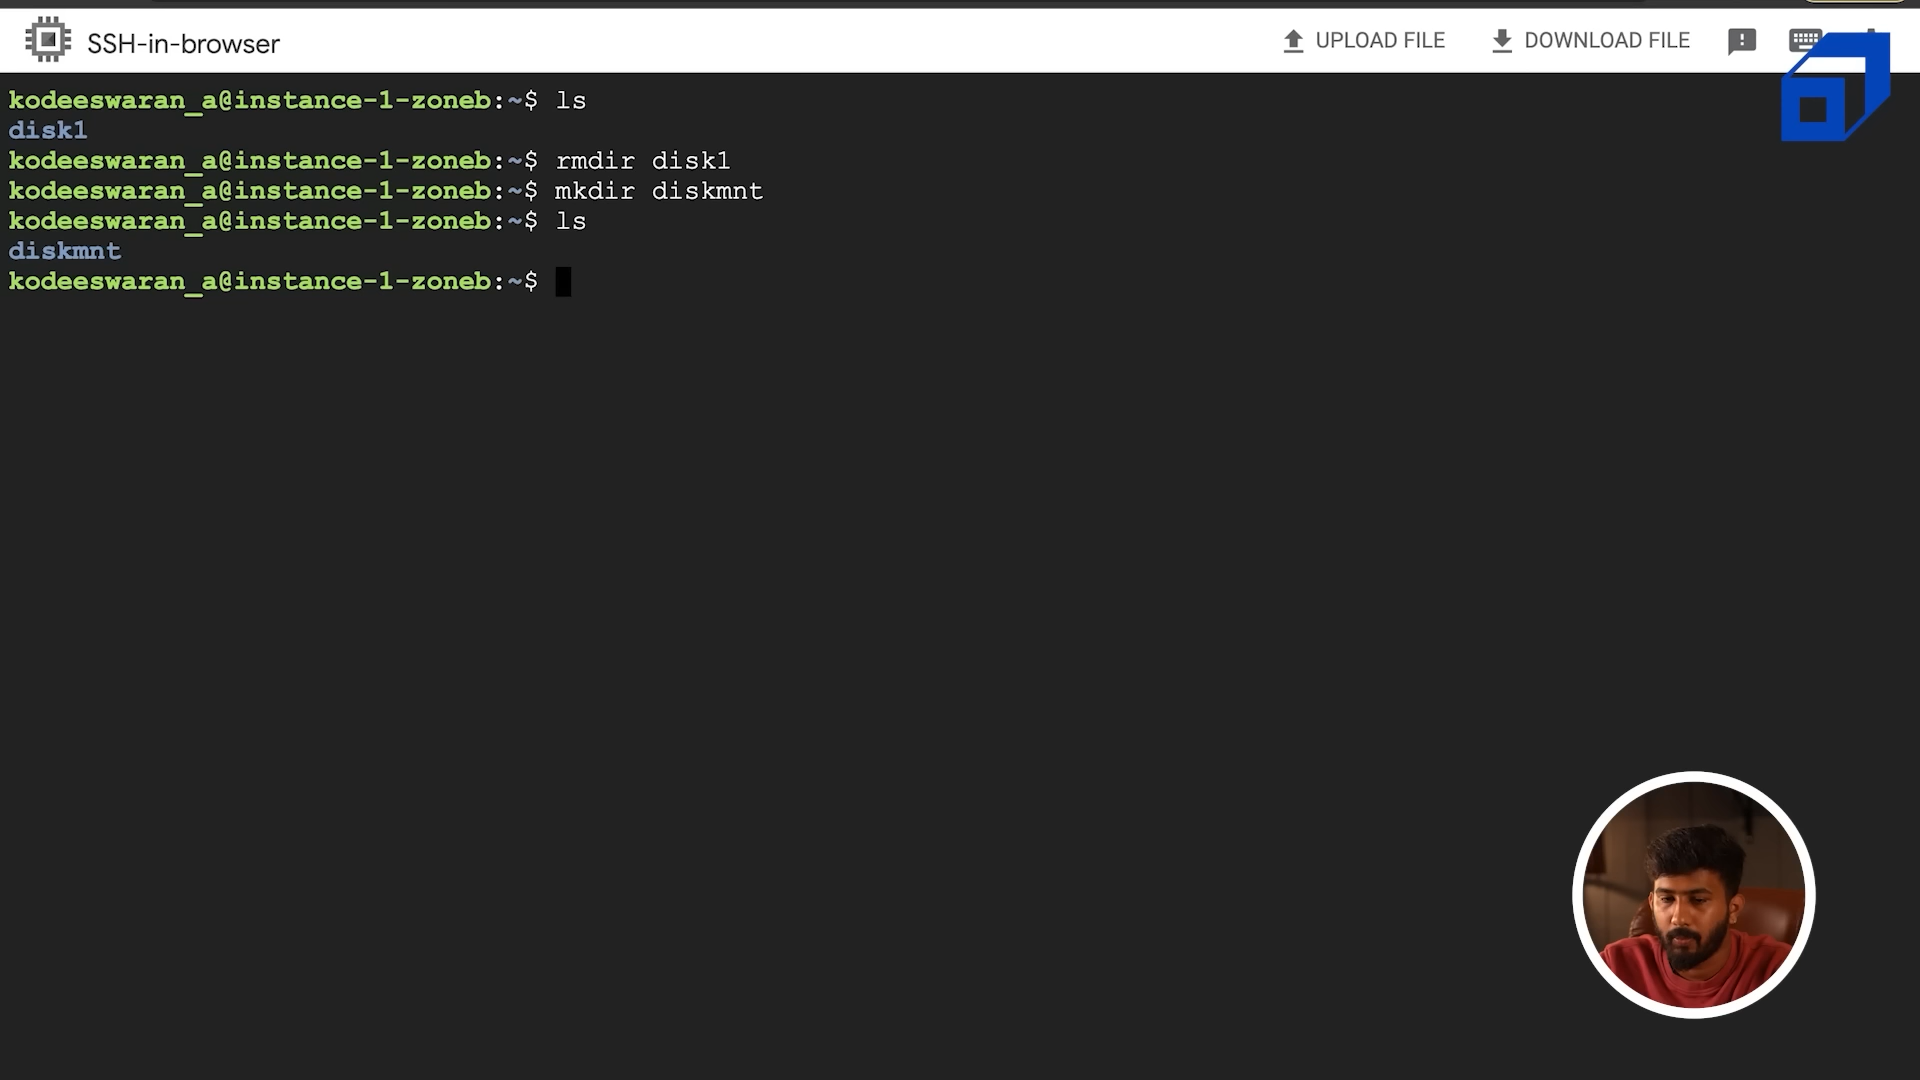 SSH-in-browser
UPLOAD FILE
DOWNLOAD FILE
kodeeswaran_a@instance-1-zoneb:~$ ls
disk1
kodeeswaran_a@instance-1-zoneb:~$ rmdir disk1
kodeeswaran_a@instance-1-zoneb:~$ mkdir diskmnt
kodeeswaran_a@instance-1-zoneb:~$ ls
diskmnt
kodeeswaran_a@instance-1-zoneb:~$